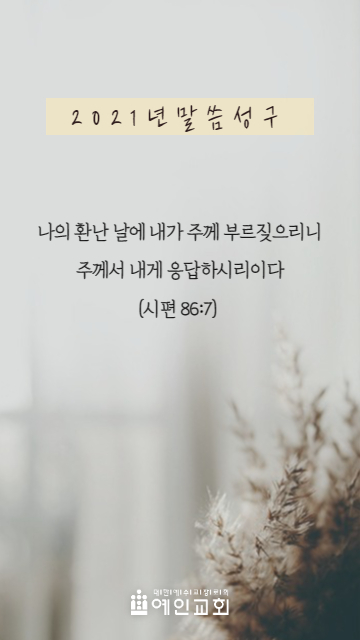 2021년말씀성구
나의 환난 날에 내가 주께 부르짖으리니
주께서 내게 응답하시리이다
(시편 86:7)
예인교회